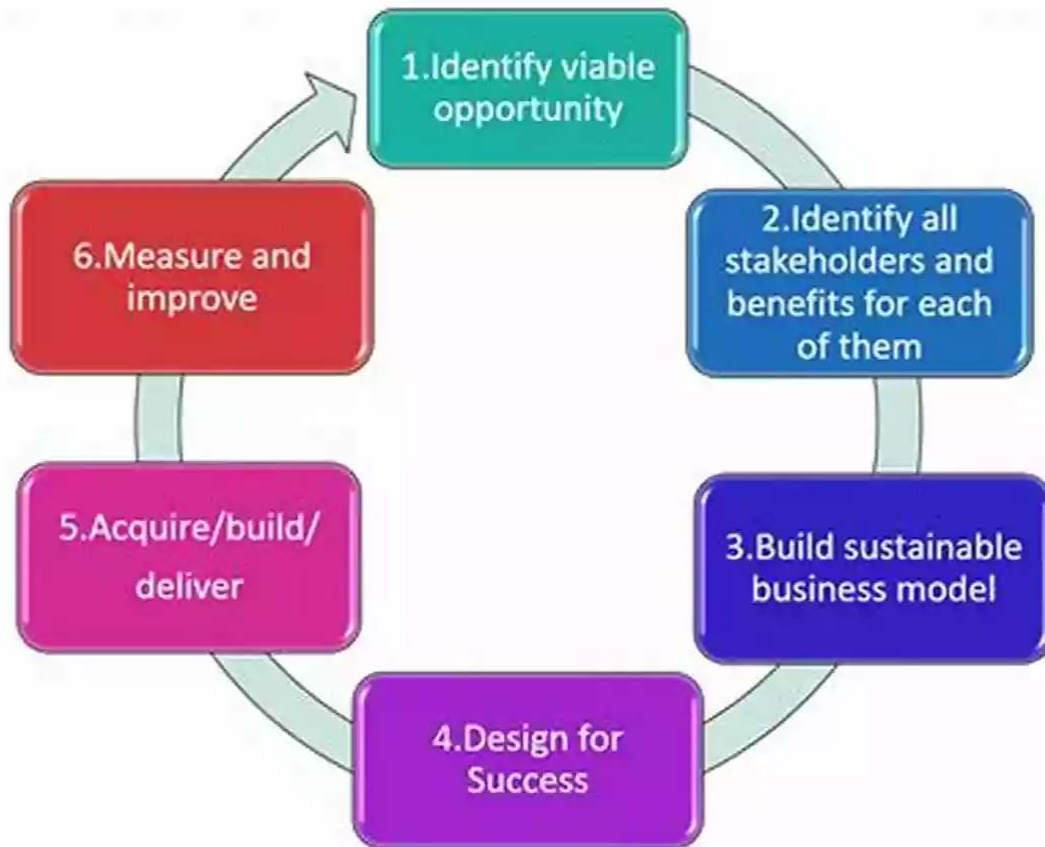 1.Identify viable
opportunity
2.Identify all
stakeholders and
benefits for each
of them
3.Build sustainable
business model
4.Design for
Success
5.Acquire/build/
deliver
6.Measure and
improve